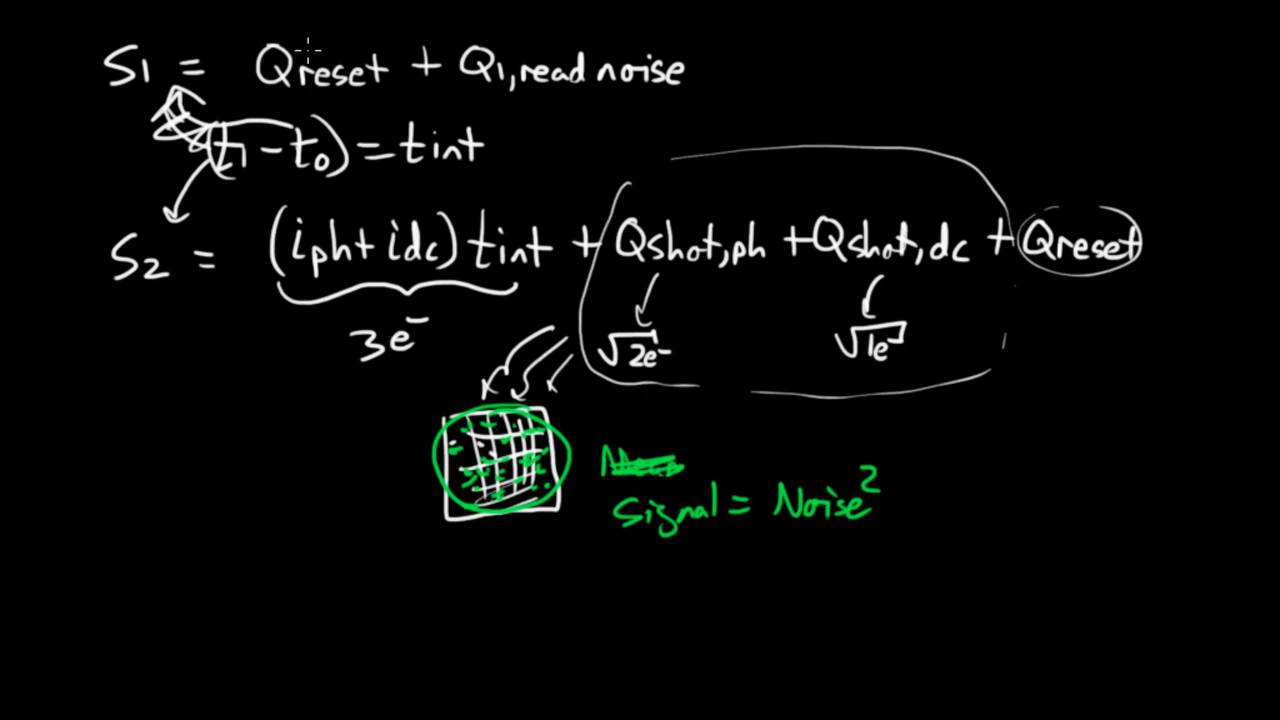 S1 = Qreset + Q1,read noise
(t1 - t0) = tint
S2 = (iph + idc) tint + Qshot,ph + Qshot,dc + Qreset
3e⁻
√2e⁻ √1e⁻
Signal = Noise²